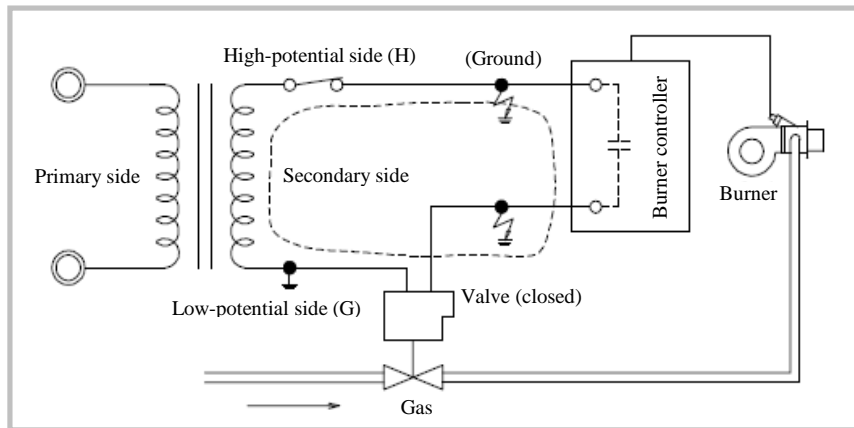 High-potential side (H)
(Ground)
Burner controller
Primary side
Secondary side
Burner
Low-potential side (G)
Valve (closed)
Gas